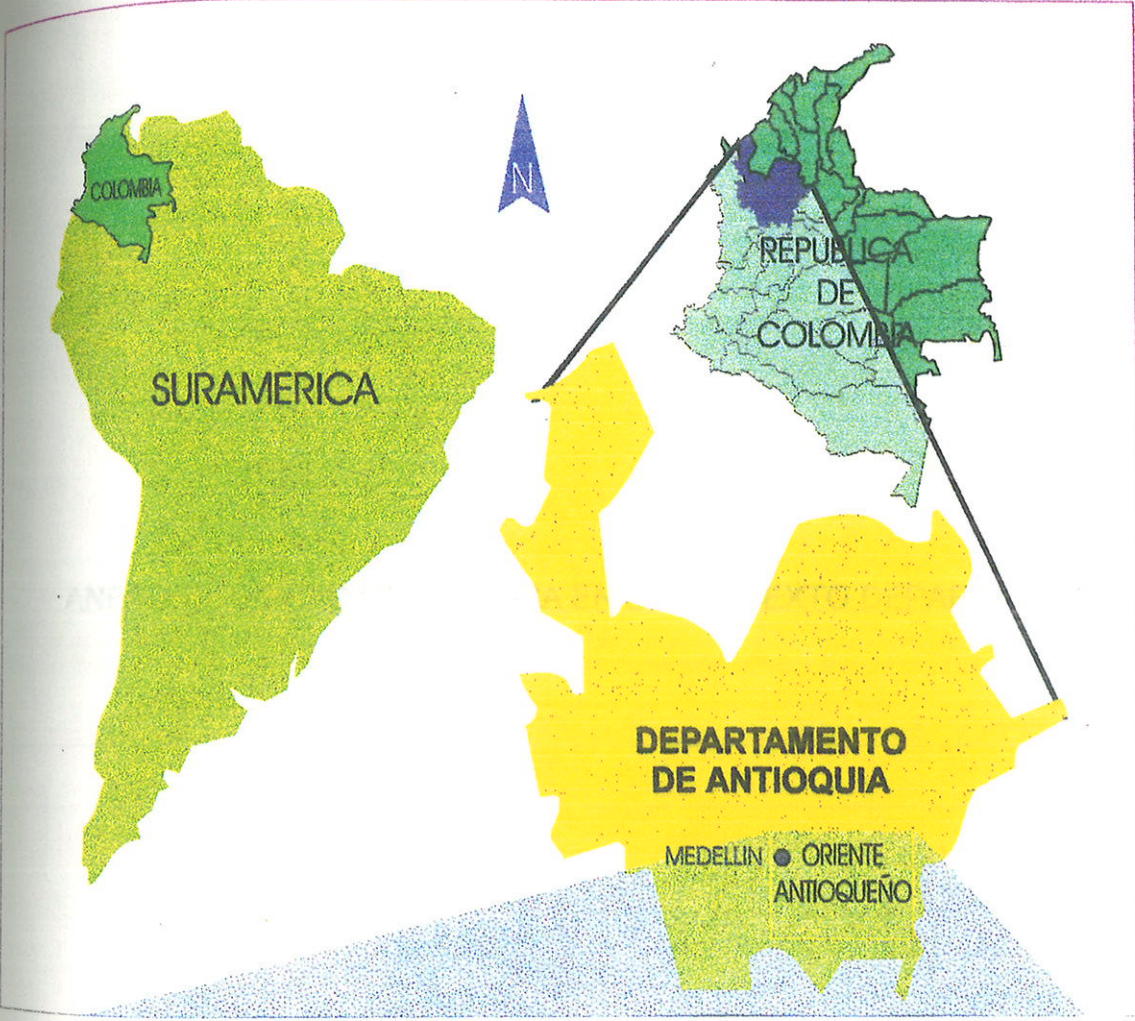 COLOMBIA
SURAMERICA
N
REPUBLICA
DE
COLOMBIA
DEPARTAMENTO
DE ANTIOQUIA
MEDELLIN ORIENTE
ANTIOQUEÑO